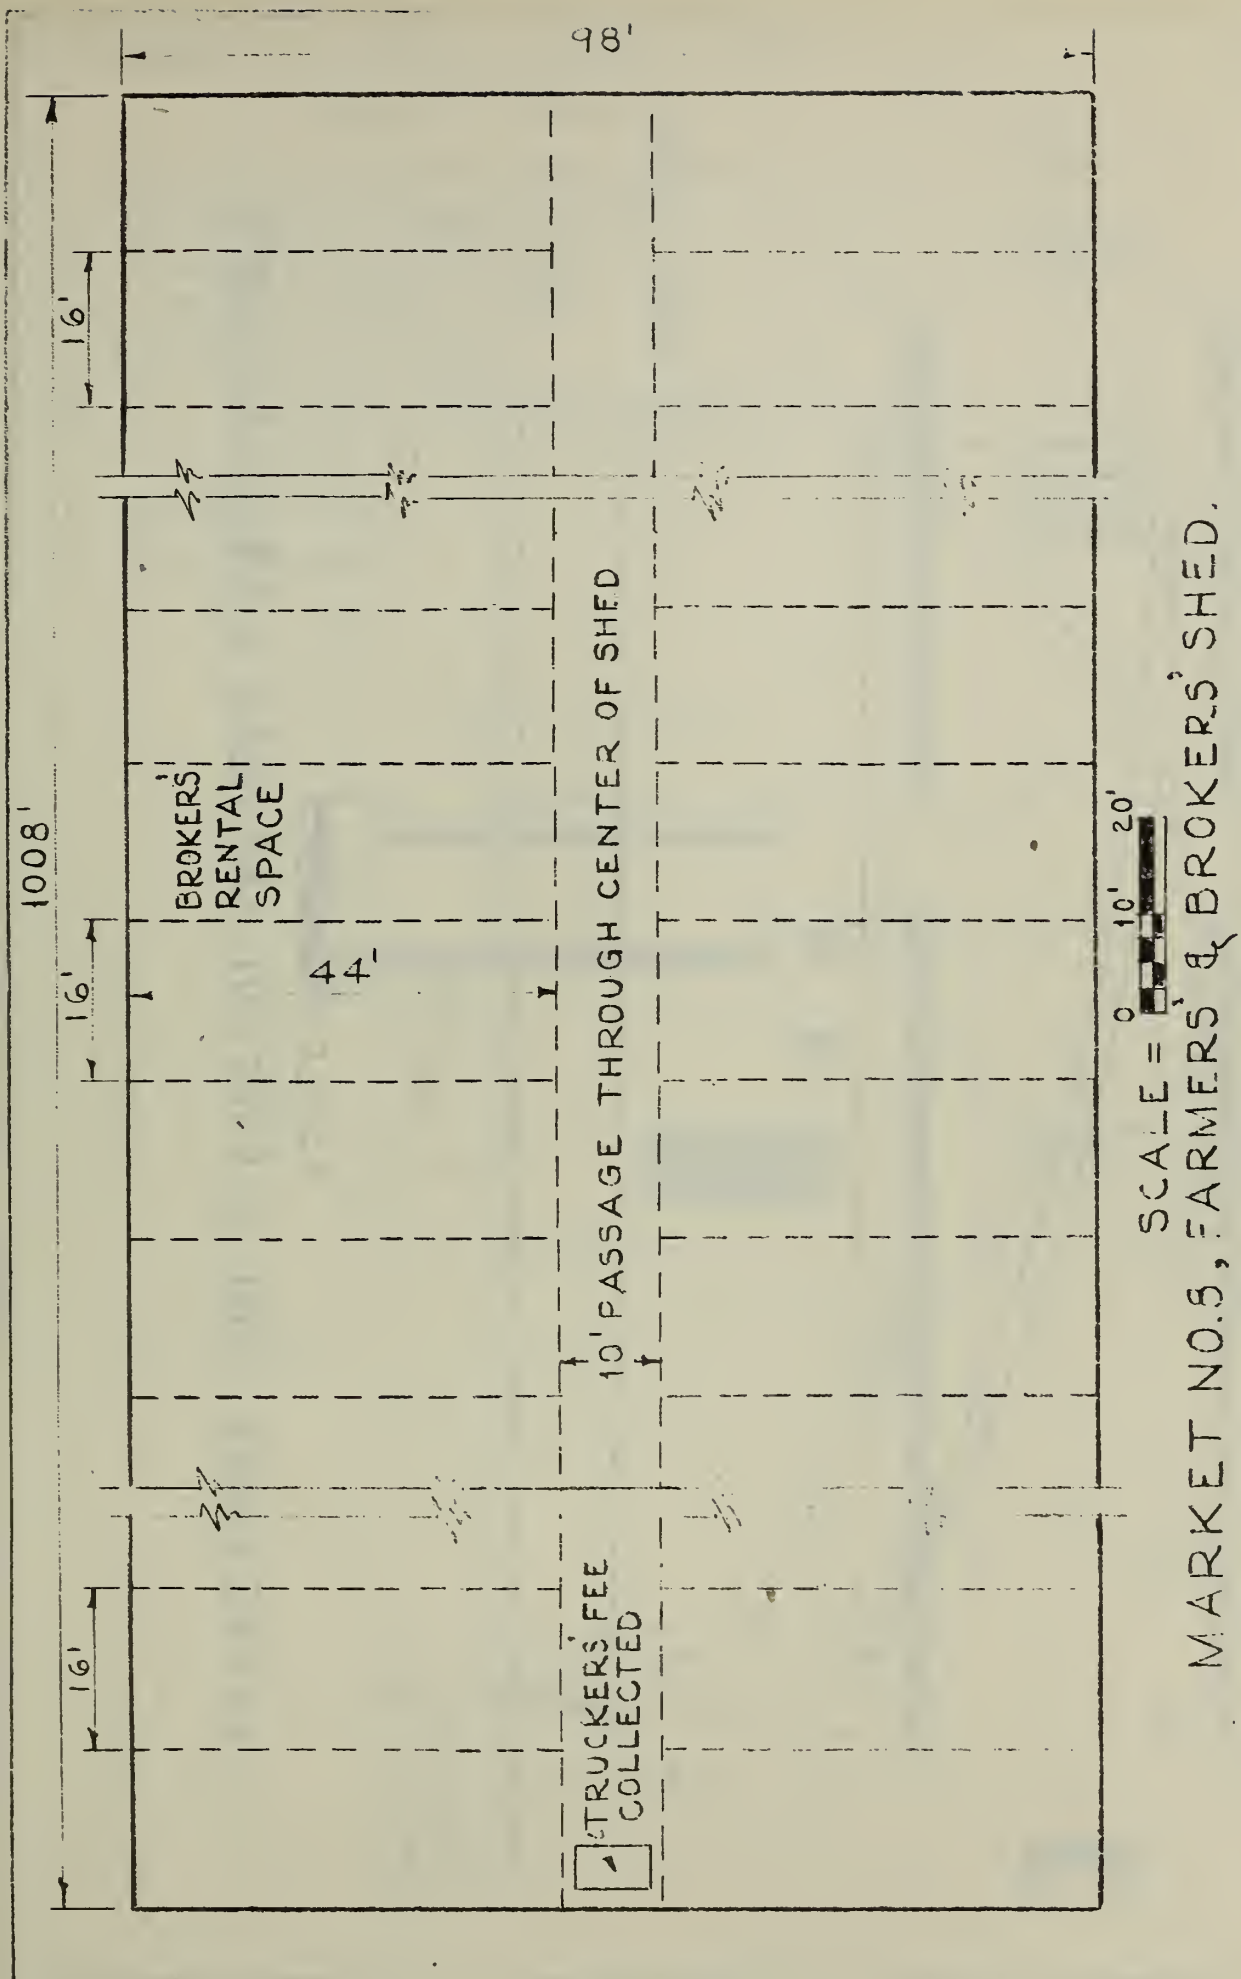 1008'
16'
16'
16'
BROKERS'
RENTAL
SPACE
44'
98'
TRUCKERS' FEE
COLLECTED
10' PASSAGE THROUGH CENTER OF SHED
0 10' 20'
SCALE =
MARKET NO.8, FARMERS' & BROKERS' SHED.